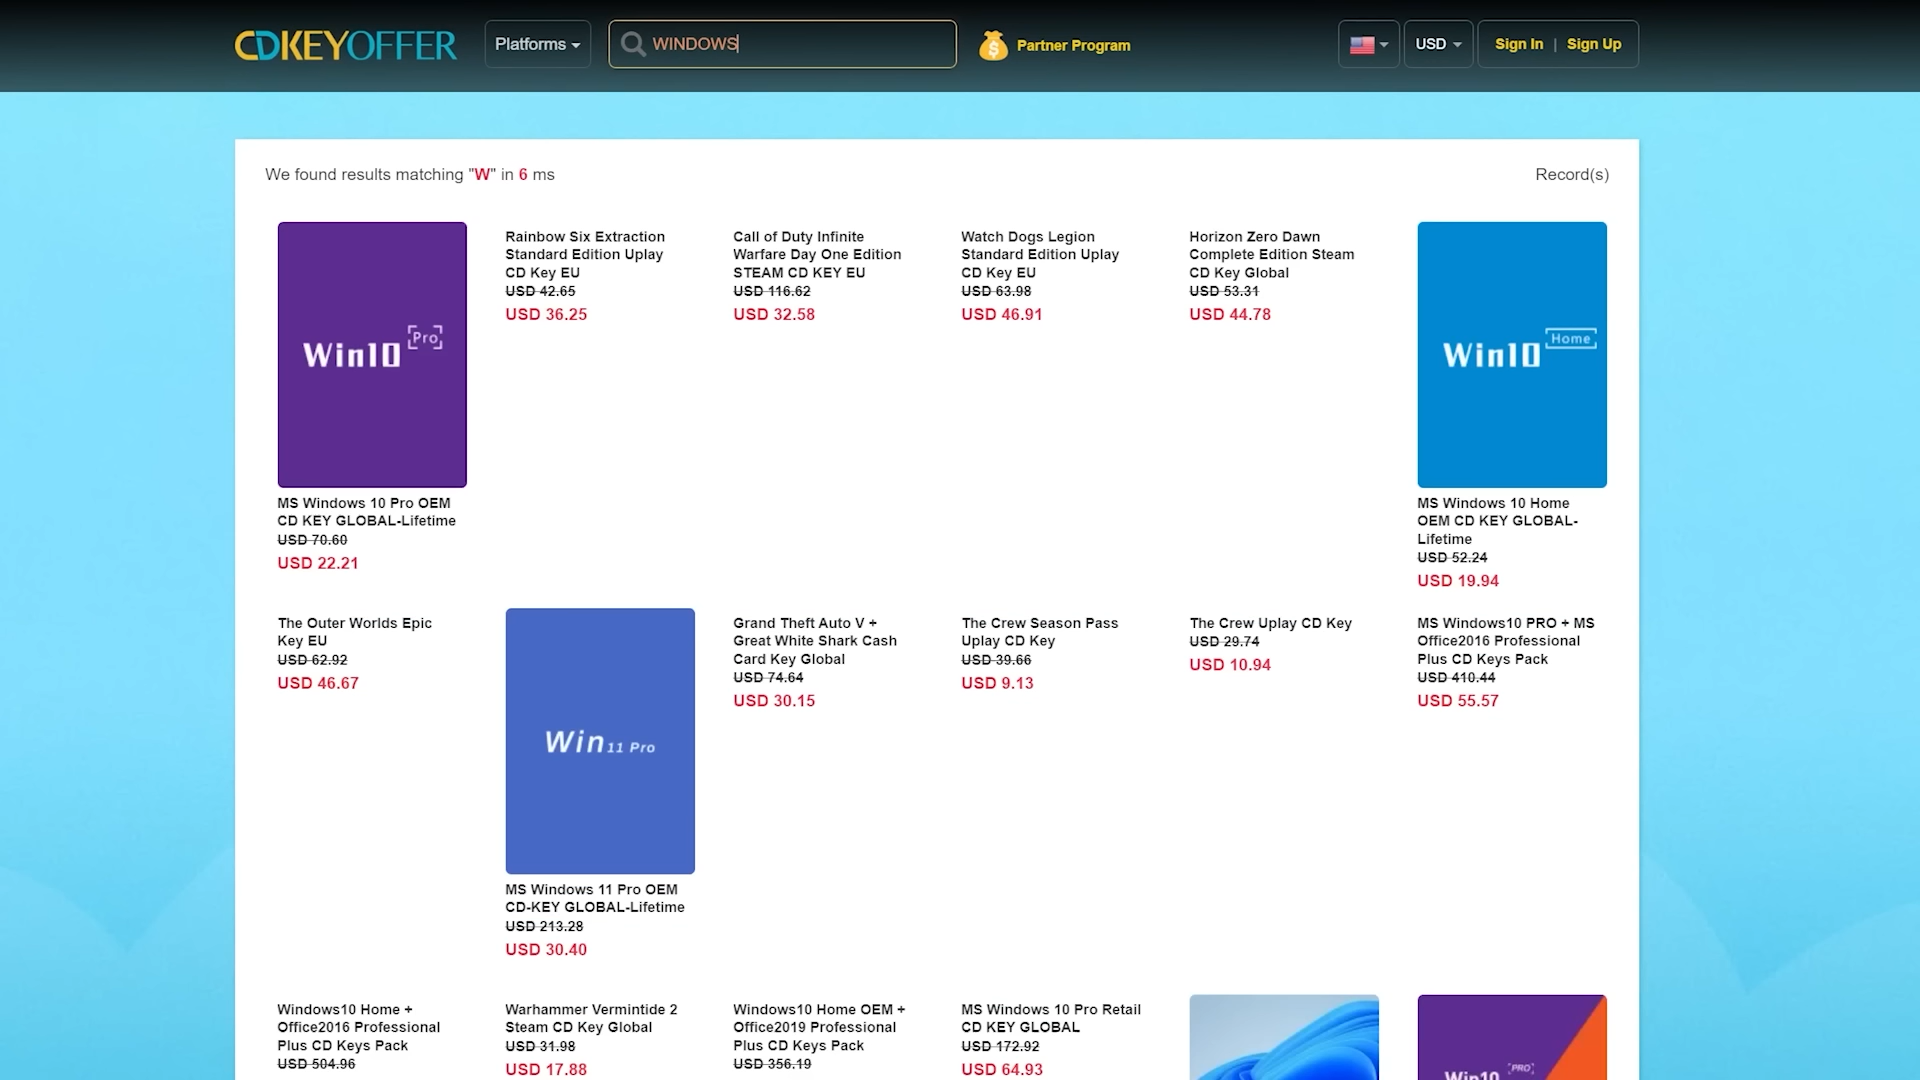 CDKEYOFFER
Platforms
WINDOWS
Partner Program
USD
Sign In | Sign Up
We found results matching "W" in 6 ms
Record(s)
Win10 Pro
MS Windows 10 Pro OEM
CD KEY GLOBAL-Lifetime
USD 70.60
USD 22.21
Rainbow Six Extraction
Standard Edition Uplay
CD Key EU
USD 42.65
USD 36.25
Call of Duty Infinite
Warfare Day One Edition
STEAM CD KEY EU
USD 116.62
USD 32.58
Watch Dogs Legion
Standard Edition Uplay
CD Key EU
USD 63.98
USD 46.91
Horizon Zero Dawn
Complete Edition Steam
CD Key Global
USD 53.31
USD 44.78
Win10 Home
MS Windows 10 Home
OEM CD KEY GLOBAL-
Lifetime
USD 52.24
USD 19.94
The Outer Worlds Epic
Key EU
USD 62.92
USD 46.67
Win 11 Pro
MS Windows 11 Pro OEM
CD-KEY GLOBAL-Lifetime
USD 213.28
USD 30.40
Grand Theft Auto V +
Great White Shark Cash
Card Key Global
USD 74.64
USD 30.15
The Crew Season Pass
Uplay CD Key
USD 39.66
USD 9.13
The Crew Uplay CD Key
USD 29.74
USD 10.94
MS Windows10 PRO + MS
Office2016 Professional
Plus CD Keys Pack
USD 410.44
USD 55.57
Windows10 Home +
Office2016 Professional
Plus CD Keys Pack
USD 504.96
Warhammer Vermintide 2
Steam CD Key Global
USD 31.98
USD 17.88
Windows10 Home OEM +
Office2019 Professional
Plus CD Keys Pack
USD 356.19
MS Windows 10 Pro Retail
CD KEY GLOBAL
USD 172.92
USD 64.93
Win10 PRO